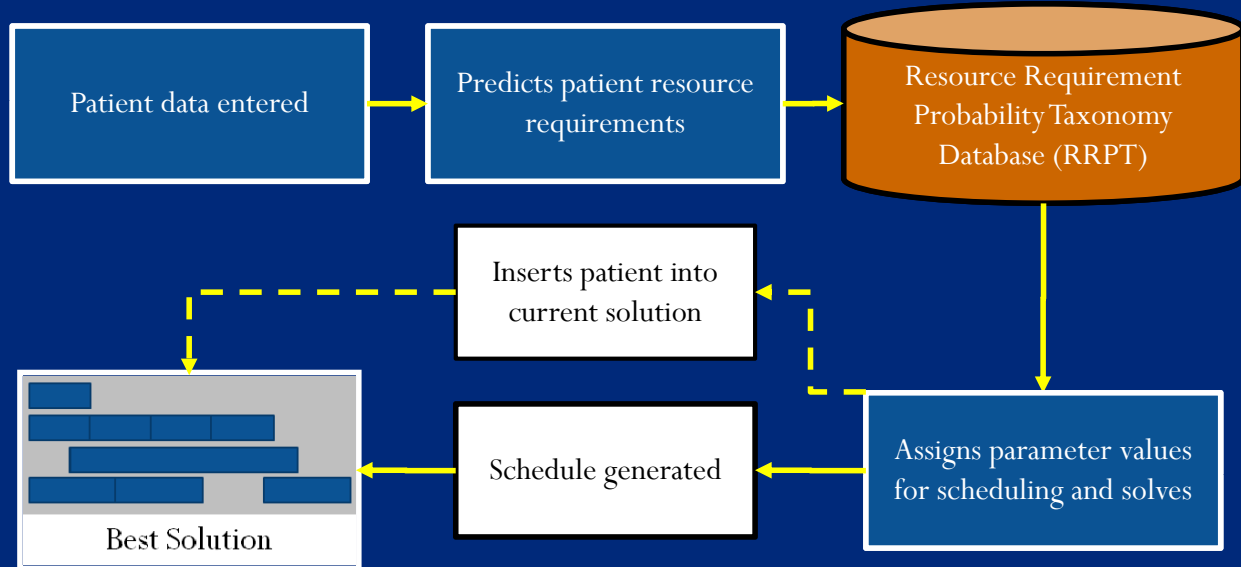 Patient data entered
Predicts patient resource
requirements
Resource Requirement
Probability Taxonomy
Database (RRPT)
Inserts patient into
current solution
Schedule generated
Assigns parameter values
for scheduling and solves
Best Solution